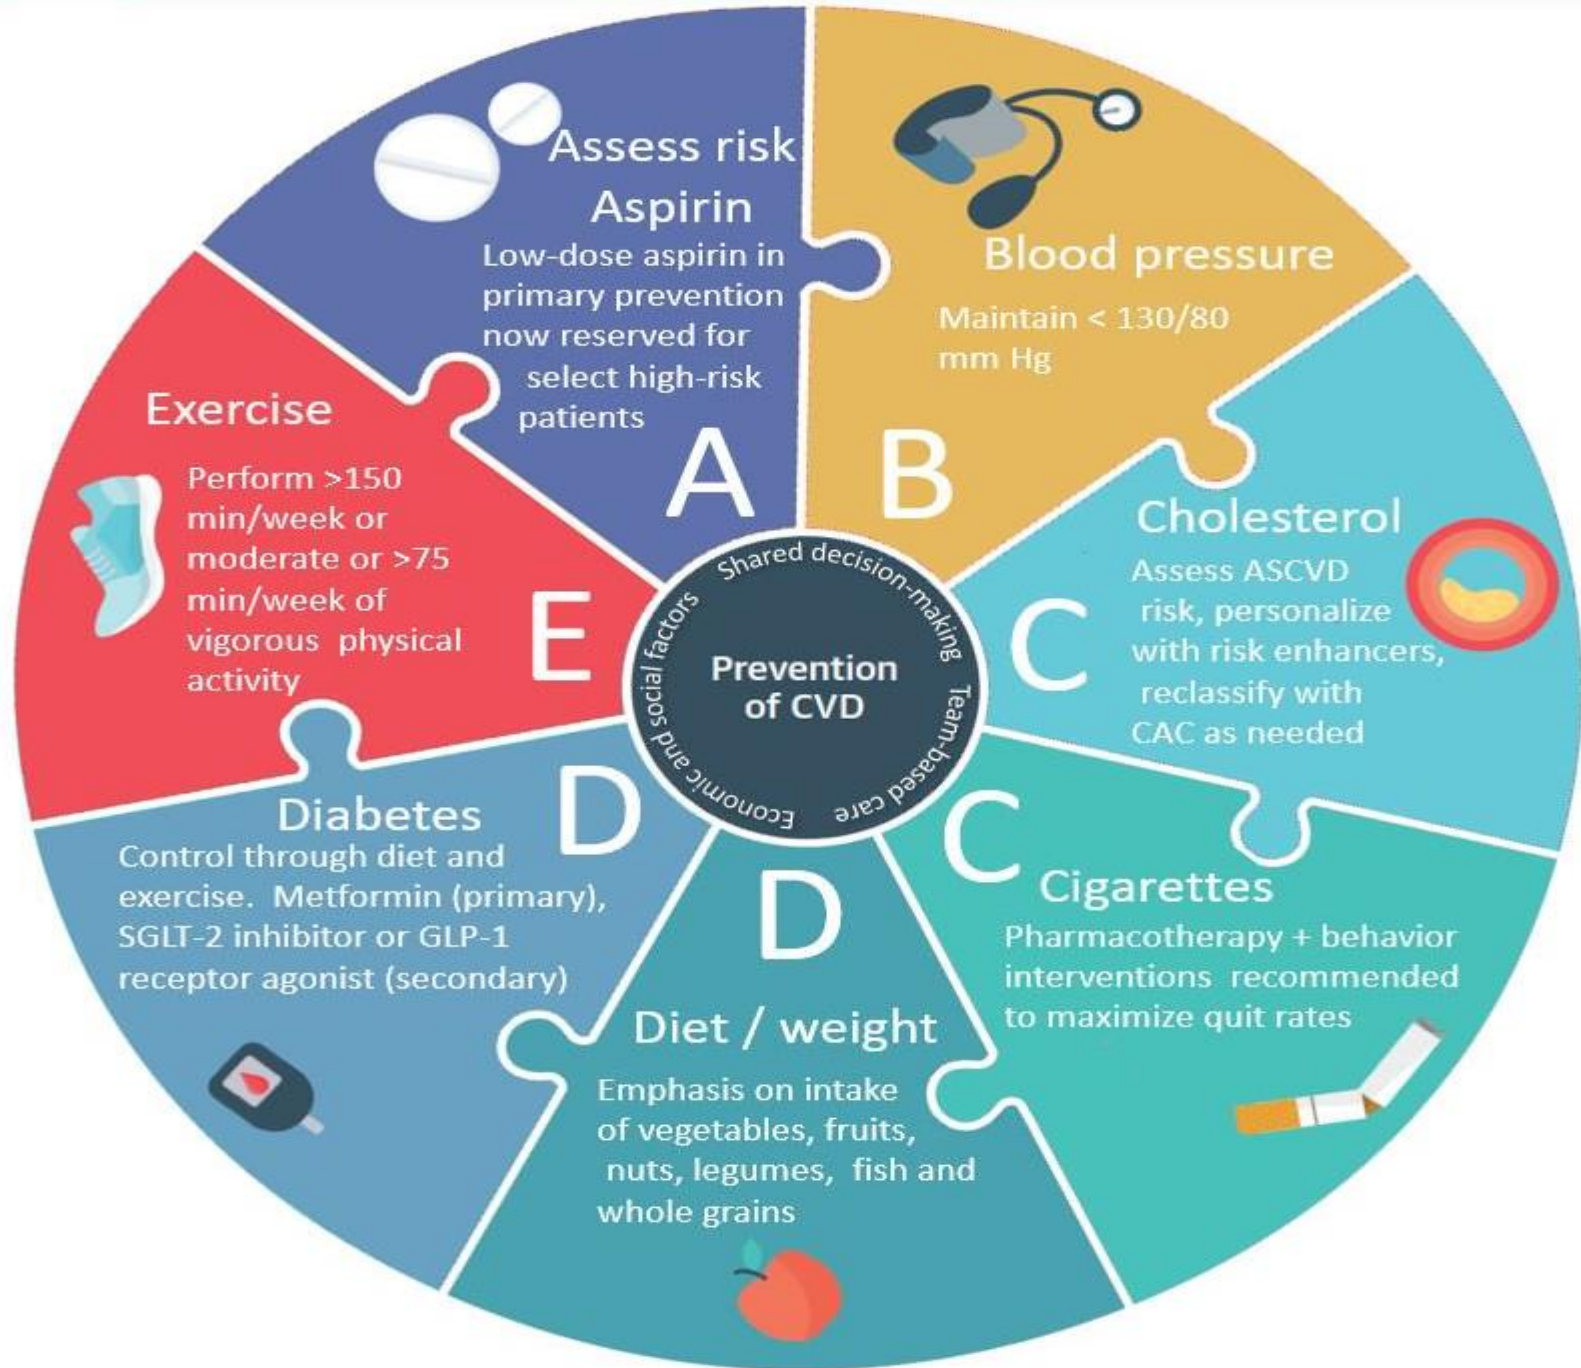 Assess risk
Aspirin
Low-dose aspirin in
primary prevention
now reserved for
select high-risk
patients
A
Blood pressure
Maintain < 130/80
mm Hg
B
Cholesterol
Assess ASCVD
risk, personalize
with risk enhancers,
reclassify with
CAC as needed
C
Cigarettes
Pharmacotherapy + behavior
interventions recommended
to maximize quit rates
C
Diet / weight
Emphasis on intake
of vegetables, fruits,
nuts, legumes, fish and
whole grains
D
Diabetes
Control through diet and
exercise. Metformin (primary),
SGLT-2 inhibitor or GLP-1
receptor agonist (secondary)
D
Exercise
Perform >150
min/week or
moderate or >75
min/week of
vigorous physical
activity
E
Shared decision-making
Team-based care
Economic and social factors
Prevention
of CVD